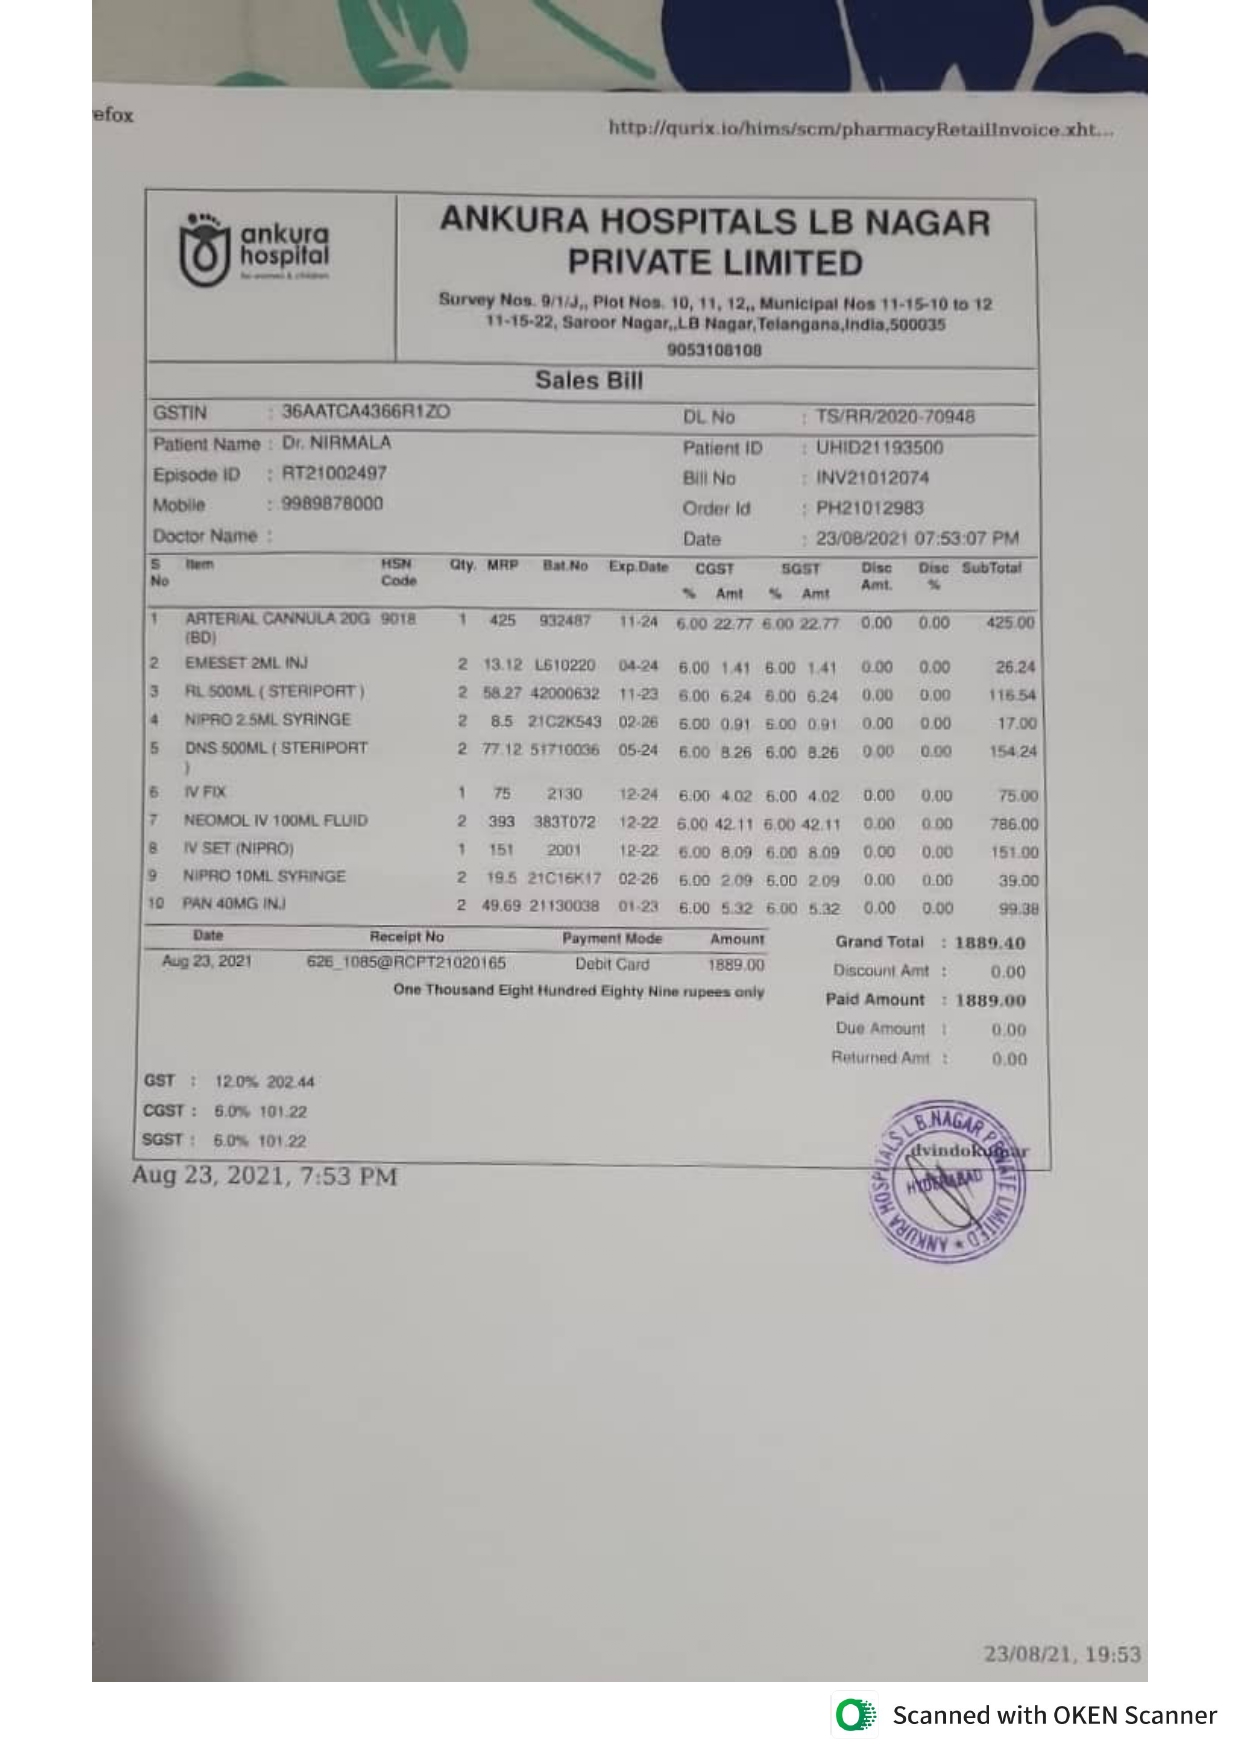 efox
http://qurix.io/hims/scm/pharmacyRetailInvoice.xht...
ankura
hospital
for women & children
ANKURA HOSPITALS LB NAGAR
PRIVATE LIMITED
Survey Nos. 9/1/J,, Plot Nos. 10, 11, 12,, Municipal Nos 11-15-10 to 12
11-15-22, Saroor Nagar,,LB Nagar,Telangana,India,500035
9053108108
Sales Bill
GSTIN : 36AATCA4366R1ZO DL No : TS/RR/2020-70948
Patient Name : Dr. NIRMALA Patient ID : UHID21193500
Episode ID : RT21002497 Bill No : INV21012074
Mobile : 9989878000 Order Id : PH21012983
Doctor Name : Date : 23/08/2021 07:53:07 PM
S No Item HSN Code Qty. MRP Bat.No Exp.Date CGST SGST Disc Amt. Disc % SubTotal
% Amt % Amt
1 ARTERIAL CANNULA 20G 9018 1 425 932487 11-24 6.00 22.77 6.00 22.77 0.00 0.00 425.00
(BD)
2 EMESET 2ML INJ 2 13.12 L610220 04-24 6.00 1.41 6.00 1.41 0.00 0.00 26.24
3 RL 500ML ( STERIPORT ) 2 58.27 42000632 11-23 6.00 6.24 6.00 6.24 0.00 0.00 116.54
4 NIPRO 2.5ML SYRINGE 2 8.5 21C2K543 02-26 6.00 0.91 6.00 0.91 0.00 0.00 17.00
5 DNS 500ML ( STERIPORT 2 77.12 51710036 05-24 6.00 8.26 6.00 8.26 0.00 0.00 154.24
)
6 IV FIX 1 75 2130 12-24 6.00 4.02 6.00 4.02 0.00 0.00 75.00
7 NEOMOL IV 100ML FLUID 2 393 383T072 12-22 6.00 42.11 6.00 42.11 0.00 0.00 786.00
8 IV SET (NIPRO) 1 151 2001 12-22 6.00 8.09 6.00 8.09 0.00 0.00 151.00
9 NIPRO 10ML SYRINGE 2 19.5 21C16K17 02-26 6.00 2.09 6.00 2.09 0.00 0.00 39.00
10 PAN 40MG INJ 2 49.69 21130038 01-23 6.00 5.32 6.00 5.32 0.00 0.00 99.38
Date Receipt No Payment Mode Amount
Aug 23, 2021 626_1085@RCPT21020165 Debit Card 1889.00
One Thousand Eight Hundred Eighty Nine rupees only
Grand Total : 1889.40
Discount Amt : 0.00
Paid Amount : 1889.00
Due Amount : 0.00
Returned Amt : 0.00
GST : 12.0% 202.44
CGST : 6.0% 101.22
SGST : 6.0% 101.22
dvindokumar
ANKURA HOSPITALS L.B.NAGAR PRIVATE LIMITED
HYDERABAD
Aug 23, 2021, 7:53 PM
23/08/21, 19:53
Scanned with OKEN Scanner